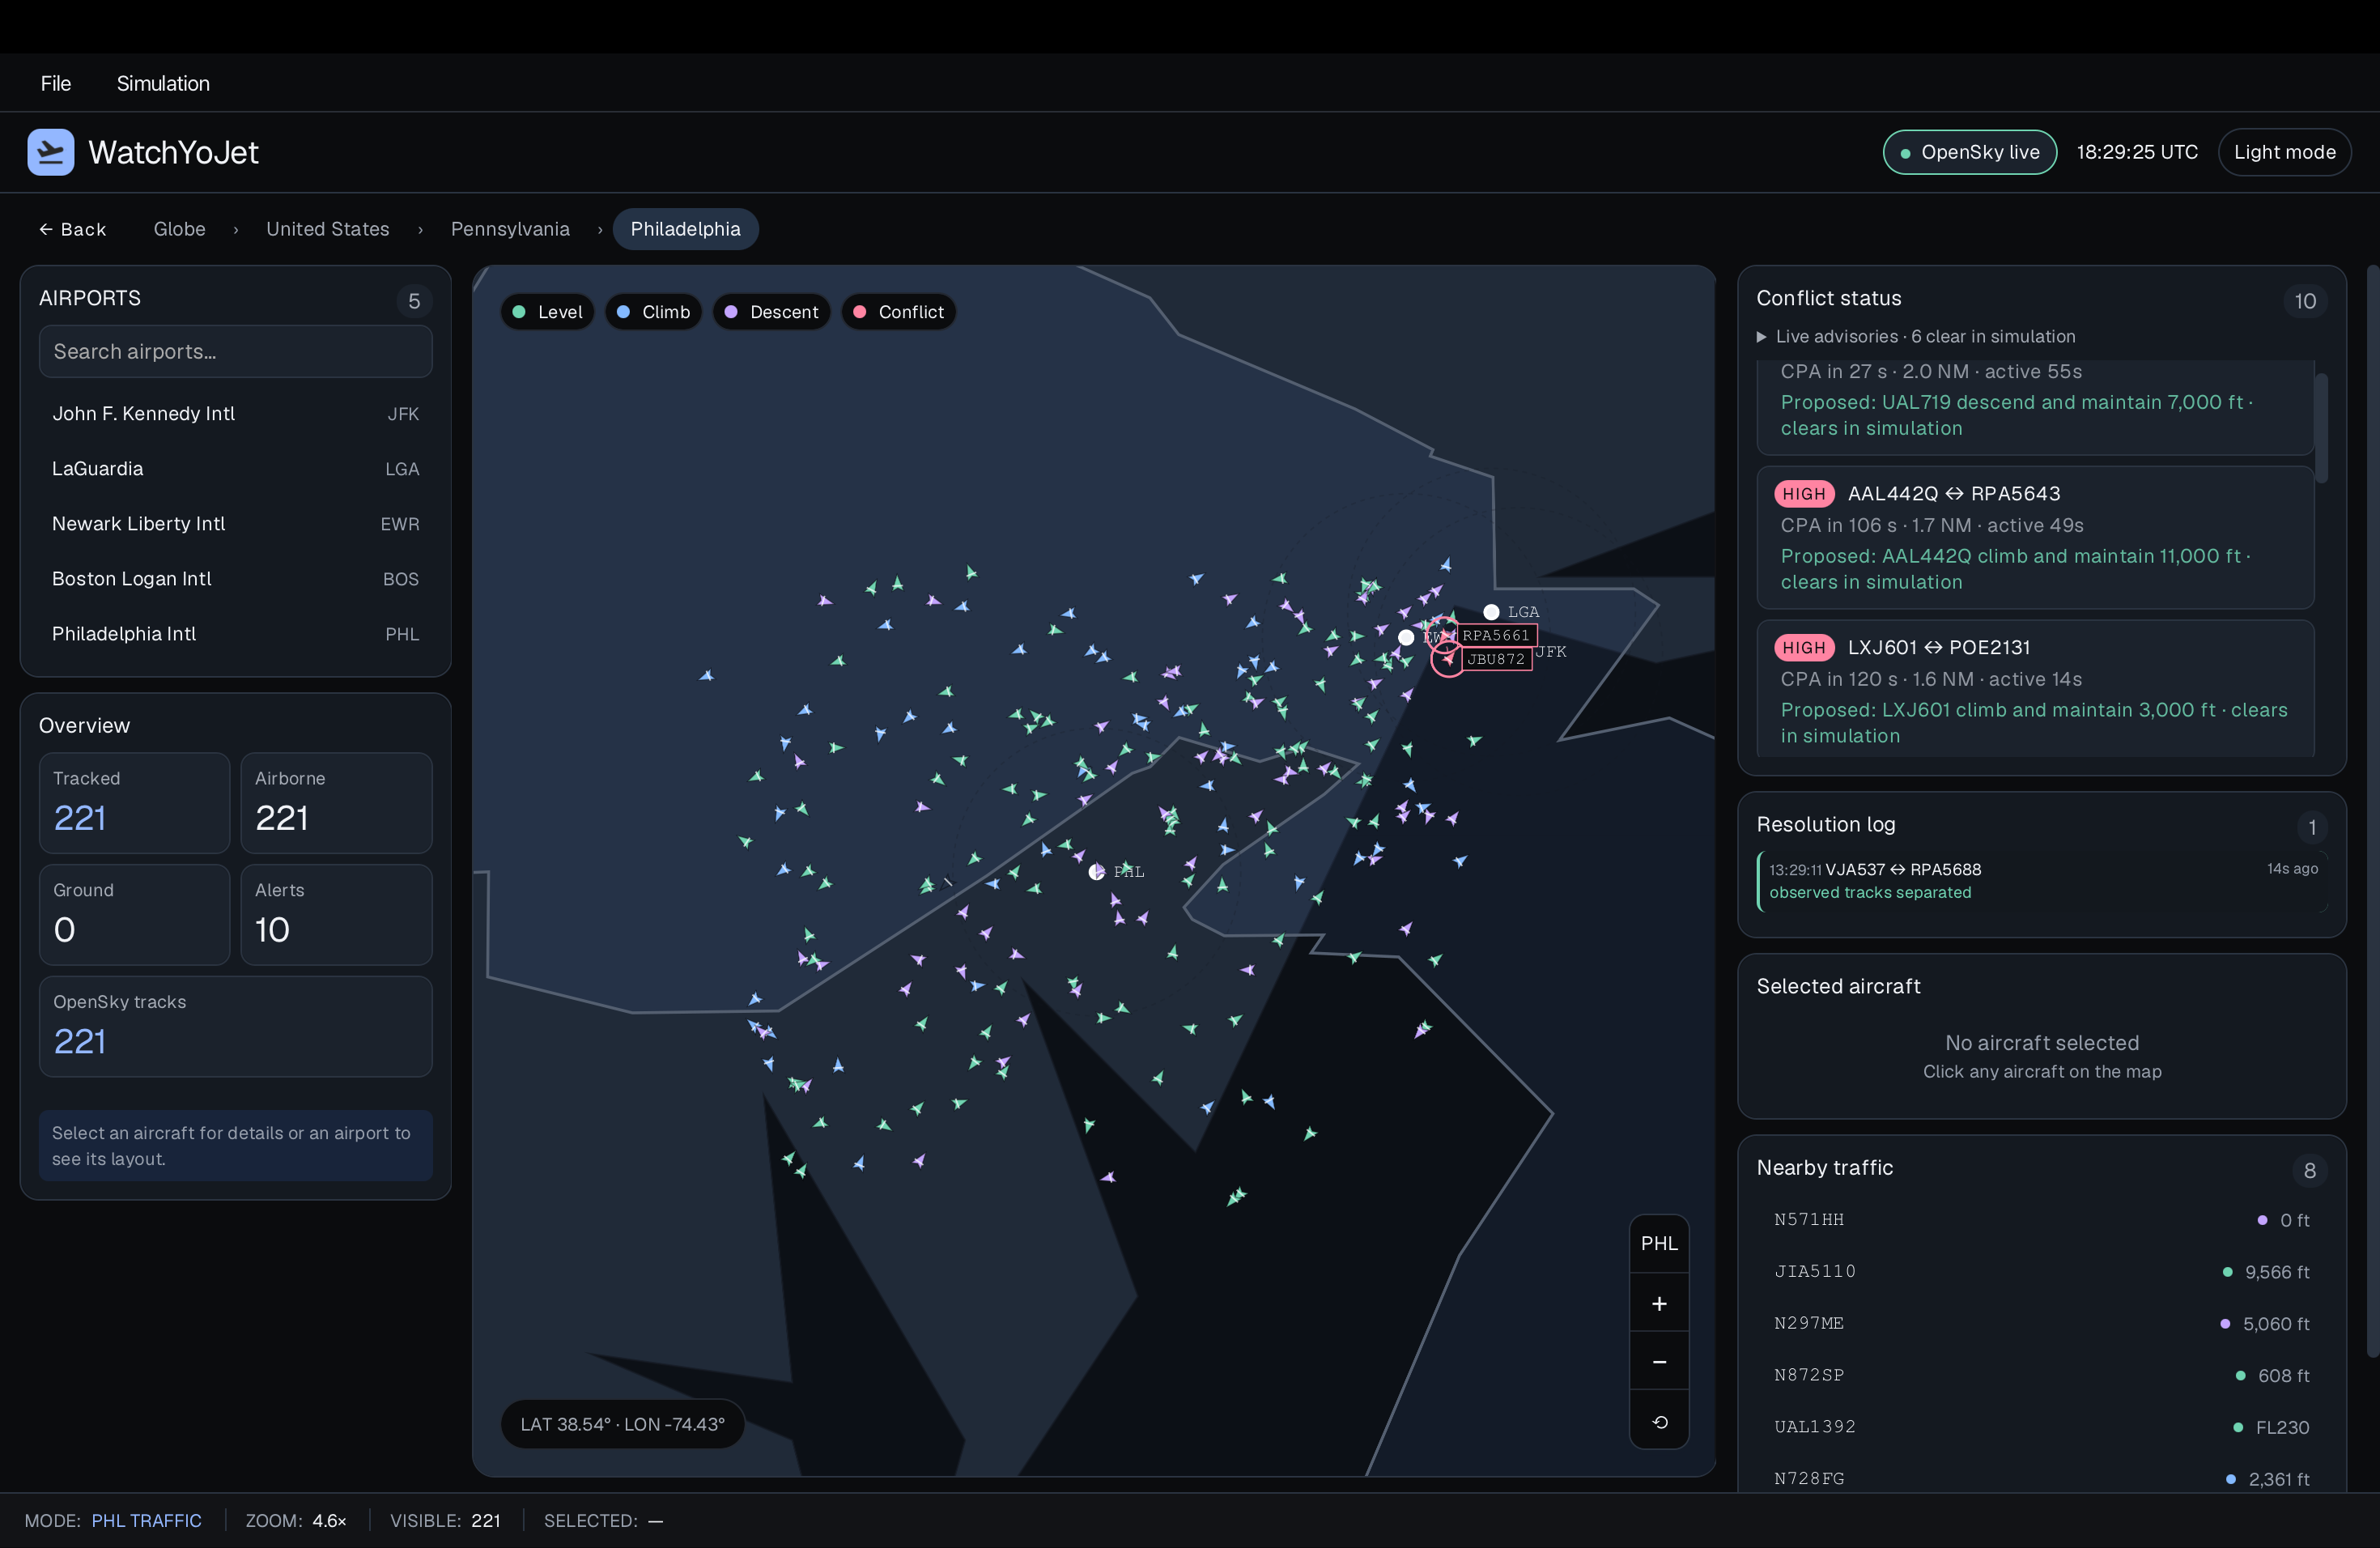 File Simulation
WatchYoJet
OpenSky live 18:29:25 UTC Light mode
← Back Globe › United States › Pennsylvania › Philadelphia
AIRPORTS 5
Search airports...
John F. Kennedy Intl JFK
LaGuardia LGA
Newark Liberty Intl EWR
Boston Logan Intl BOS
Philadelphia Intl PHL
Overview
Tracked Airborne
221 221
Ground Alerts
0 10
OpenSky tracks
221
Select an aircraft for details or an airport to
see its layout.
Level Climb Descent Conflict
LGA
RPA5661
JBU872 JFK
PHL
LAT 38.54° · LON -74.43°
PHL
+
−
Conflict status 10
▶ Live advisories · 6 clear in simulation
CPA in 27 s · 2.0 NM · active 55s
Proposed: UAL719 descend and maintain 7,000 ft ·
clears in simulation
HIGH AAL442Q ↔ RPA5643
CPA in 106 s · 1.7 NM · active 49s
Proposed: AAL442Q climb and maintain 11,000 ft ·
clears in simulation
HIGH LXJ601 ↔ POE2131
CPA in 120 s · 1.6 NM · active 14s
Proposed: LXJ601 climb and maintain 3,000 ft · clears
in simulation
Resolution log 1
13:29:11 VJA537 ↔ RPA5688 14s ago
observed tracks separated
Selected aircraft
No aircraft selected
Click any aircraft on the map
Nearby traffic 8
N571HH 0 ft
JIA5110 9,566 ft
N297ME 5,060 ft
N872SP 608 ft
UAL1392 FL230
N728FG 2,361 ft
MODE: PHL TRAFFIC ZOOM: 4.6× VISIBLE: 221 SELECTED: —